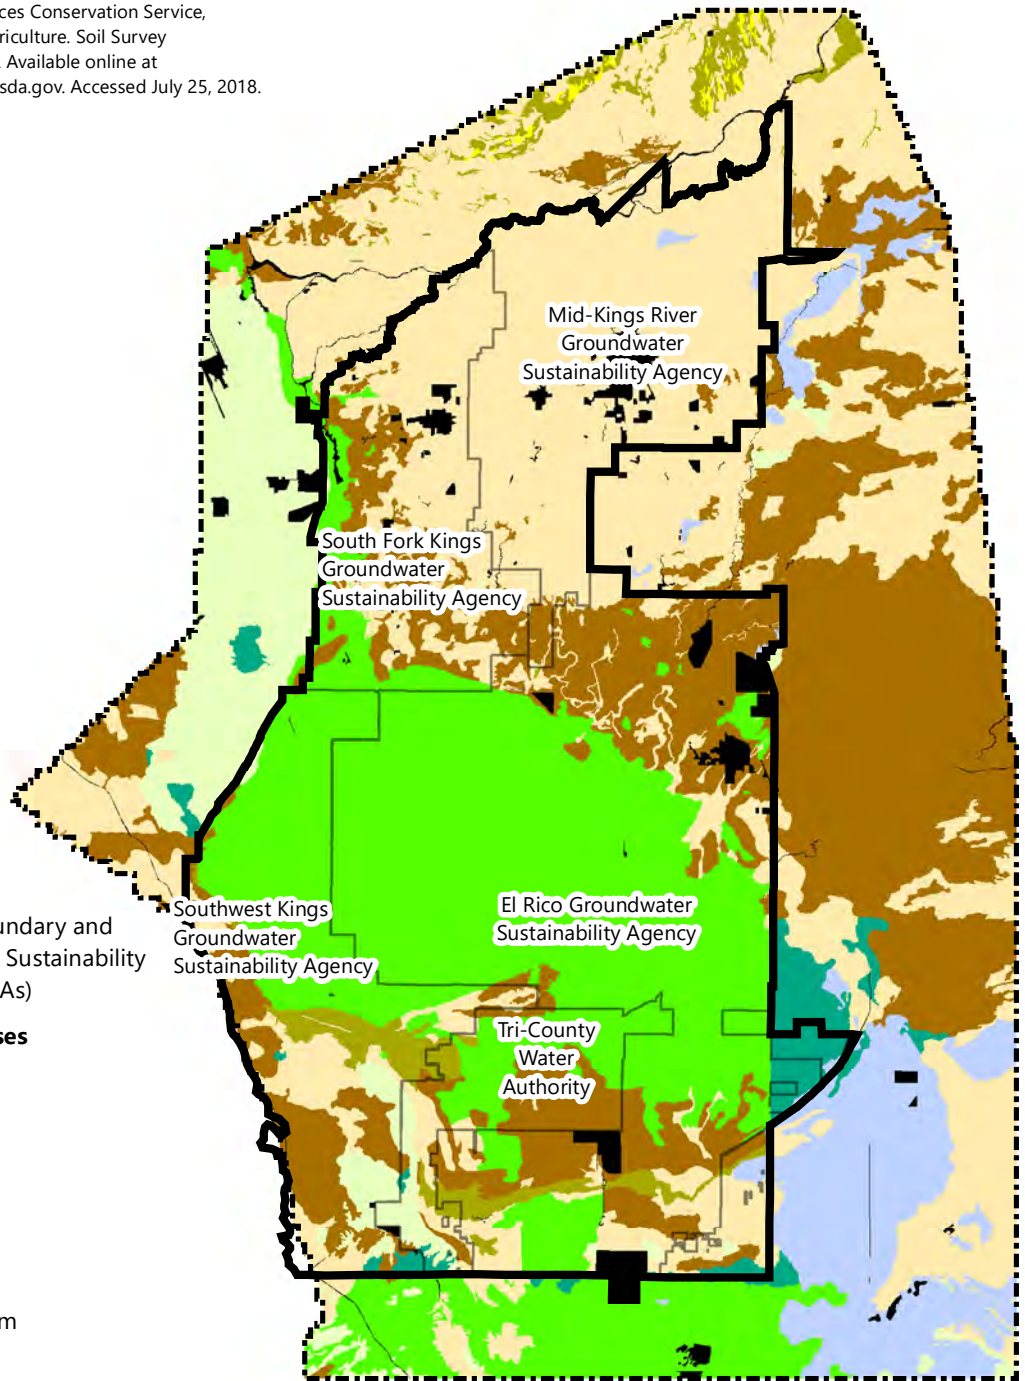 ces Conservation Service,
riculture. Soil Survey
. Available online at
sda.gov. Accessed July 25, 2018.
Mid-Kings River
Groundwater
Sustainability Agency
South Fork Kings
Groundwater
Sustainability Agency
Southwest Kings
Groundwater
Sustainability Agency
El Rico Groundwater
Sustainability Agency
undary and
Sustainability
As)
ses
Tri-County
Water
Authority
m